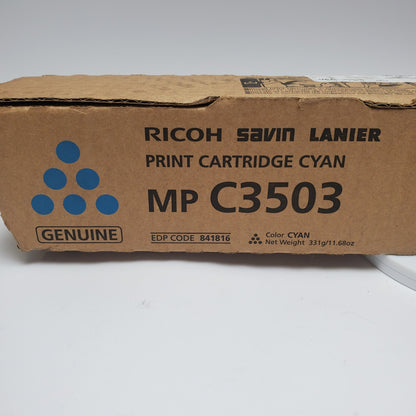 RICOH SAVIN LANIER
PRINT CARTRIDGE CYAN
MP C3503
GENUINE
EDP CODE 841816
Color CYAN
Net Weight 331g/11.68oz